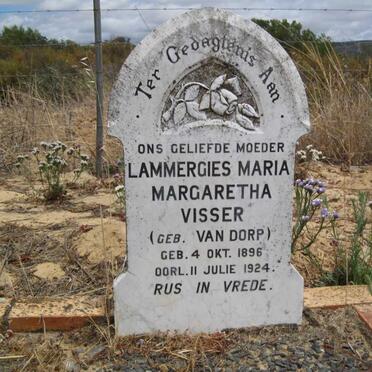 Ter Gedagtenis Aan
ONS GELIEFDE MOEDER
LAMMERGIES MARIA
MARGARETHA
VISSER
(GEB. VAN DORP)
GEB. 4 OKT. 1896
OORL. 11 JULIE 1924.
RUS IN VREDE.